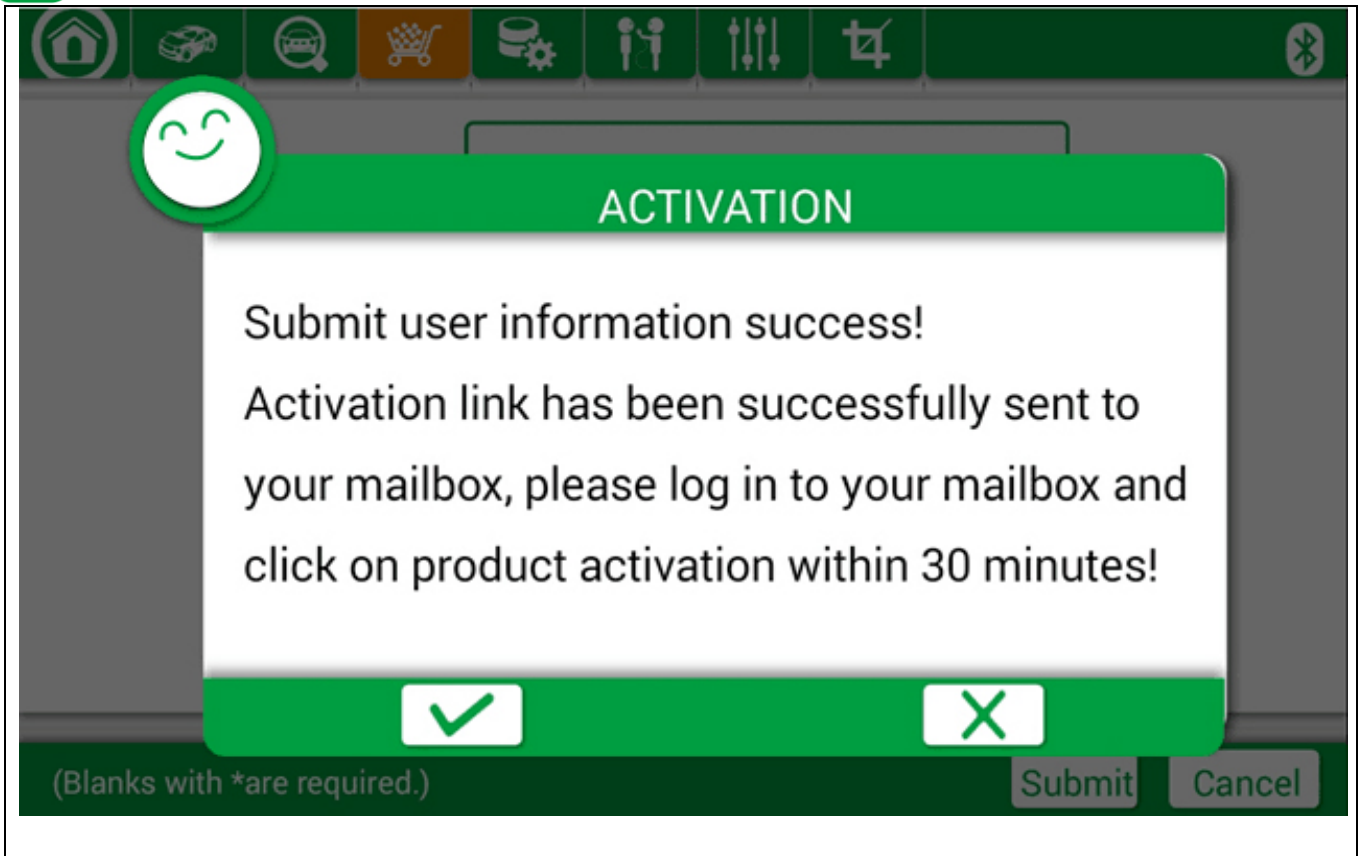 ACTIVATION
Submit user information success!
Activation link has been successfully sent to
your mailbox, please log in to your mailbox and
click on product activation within 30 minutes!
(Blanks with *are required.)
Submit
Cancel